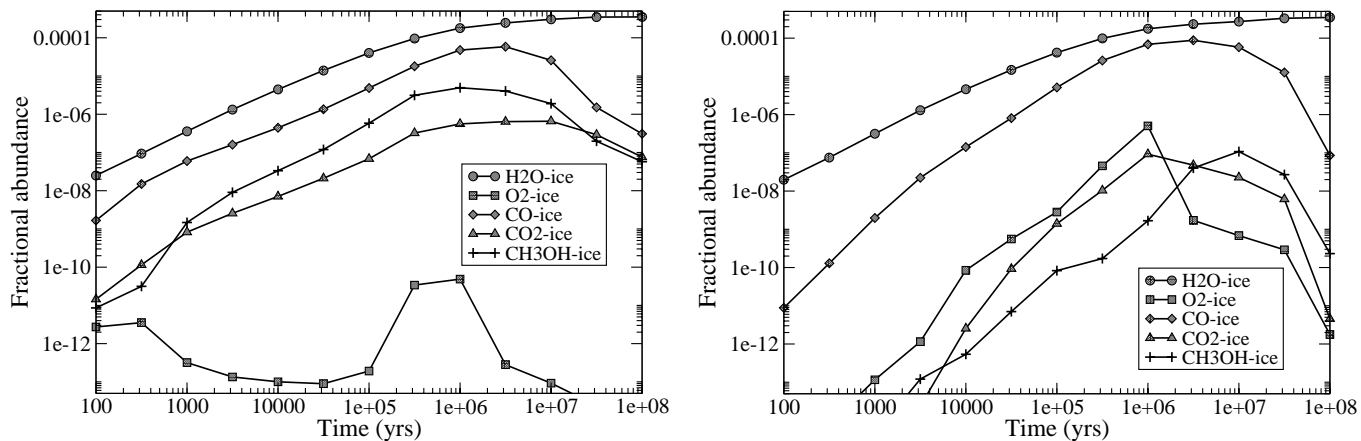 Fractional abundance
0.0001
1e-06
1e-08
1e-10
1e-12
H2O-ice
O2-ice
CO-ice
CO2-ice
CH3OH-ice
100 1000 10000 1e+05 1e+06 1e+07 1e+08
Time (yrs)
Fractional abundance
0.0001
1e-06
1e-08
1e-10
1e-12
H2O-ice
O2-ice
CO-ice
CO2-ice
CH3OH-ice
100 1000 10000 1e+05 1e+06 1e+07 1e+08
Time (yrs)